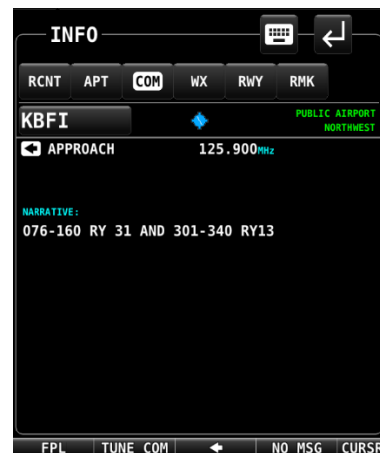 INFO
RCNT APT COM WX RWY RMK
KBFI
PUBLIC AIRPORT
NORTHWEST
APPROACH 125.900MHz
NARRATIVE:
076-160 RY 31 AND 301-340 RY13
FPL TUNE COM NO MSG CURSR